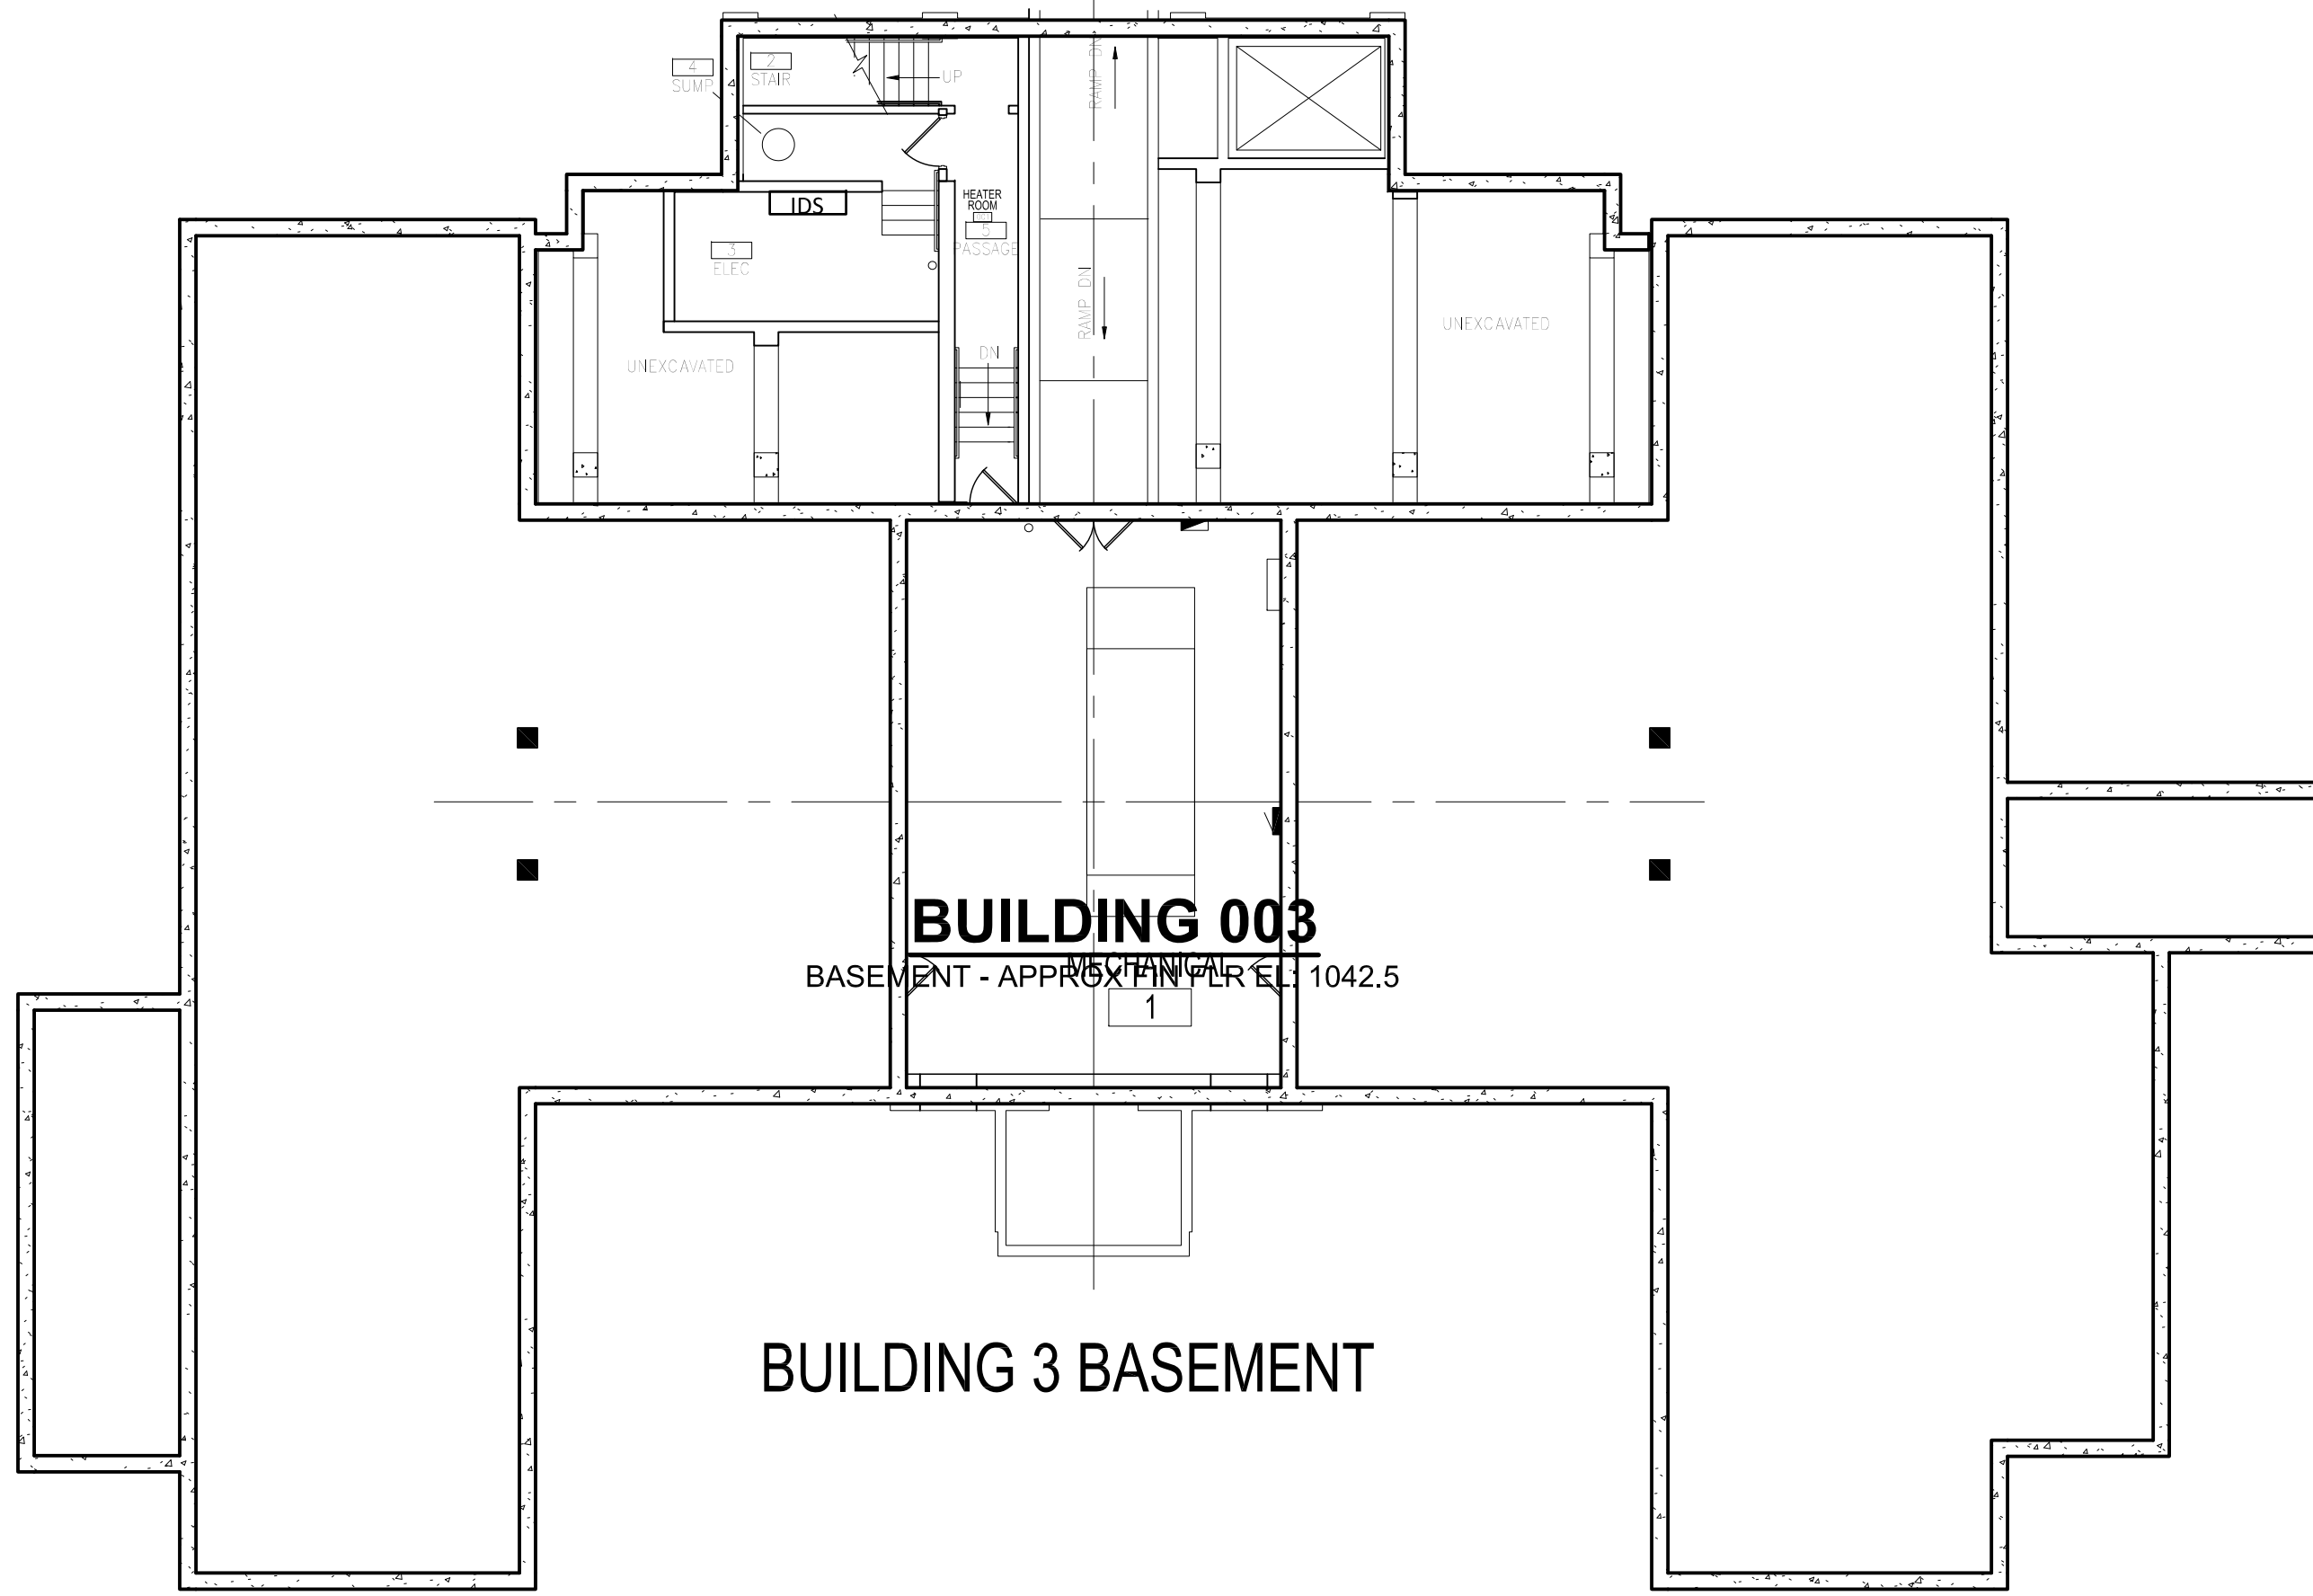 4
SUMP
2
STAIR
UP
RAMP DN
IDS
HEATER
ROOM
5
PASSAGE
3
ELEC
RAMP DN
UNEXCAVATED
UNEXCAVATED
DN
BUILDING 003
MECHANICAL
BASEMENT - APPROX FIN FLR EL. 1042.5
1
BUILDING 3 BASEMENT